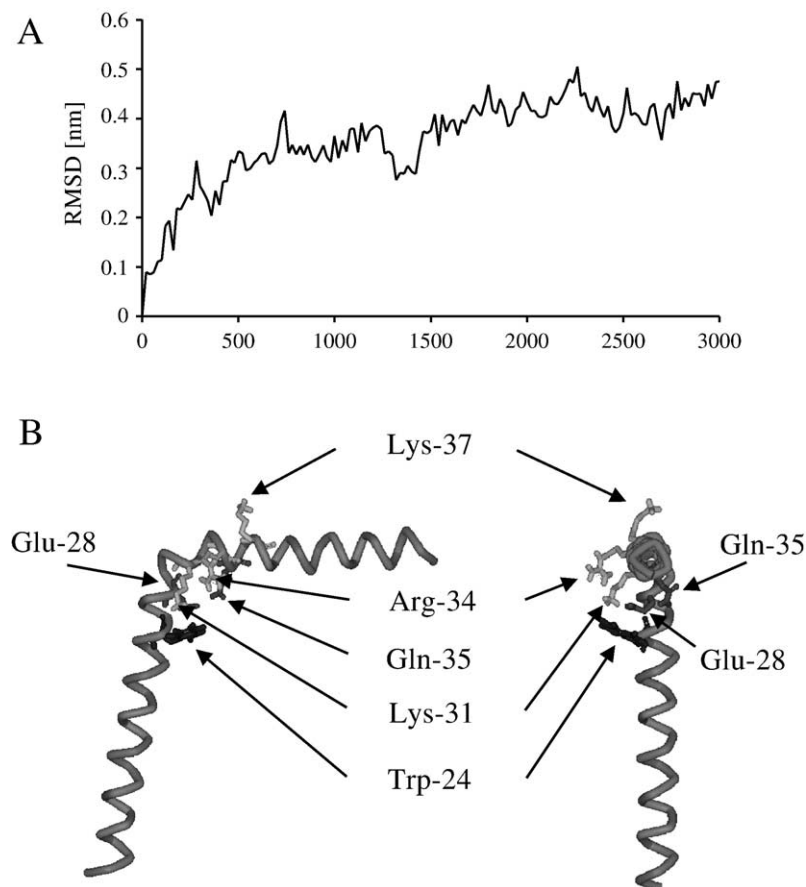 A
RMSD [nm]
0.6
0.5
0.4
0.3
0.2
0.1
0
0 500 1000 1500 2000 2500 3000
B
Lys-37
Glu-28
Gln-35
Arg-34
Gln-35
Glu-28
Lys-31
Trp-24